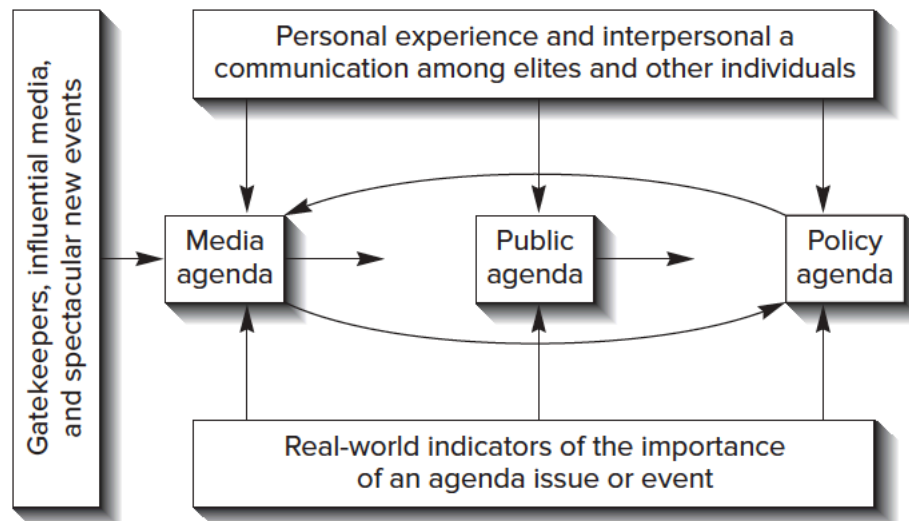 Gatekeepers, influential media,
and spectacular new events
Personal experience and interpersonal a
communication among elites and other individuals
Media
agenda
Public
agenda
Policy
agenda
Real-world indicators of the importance
of an agenda issue or event